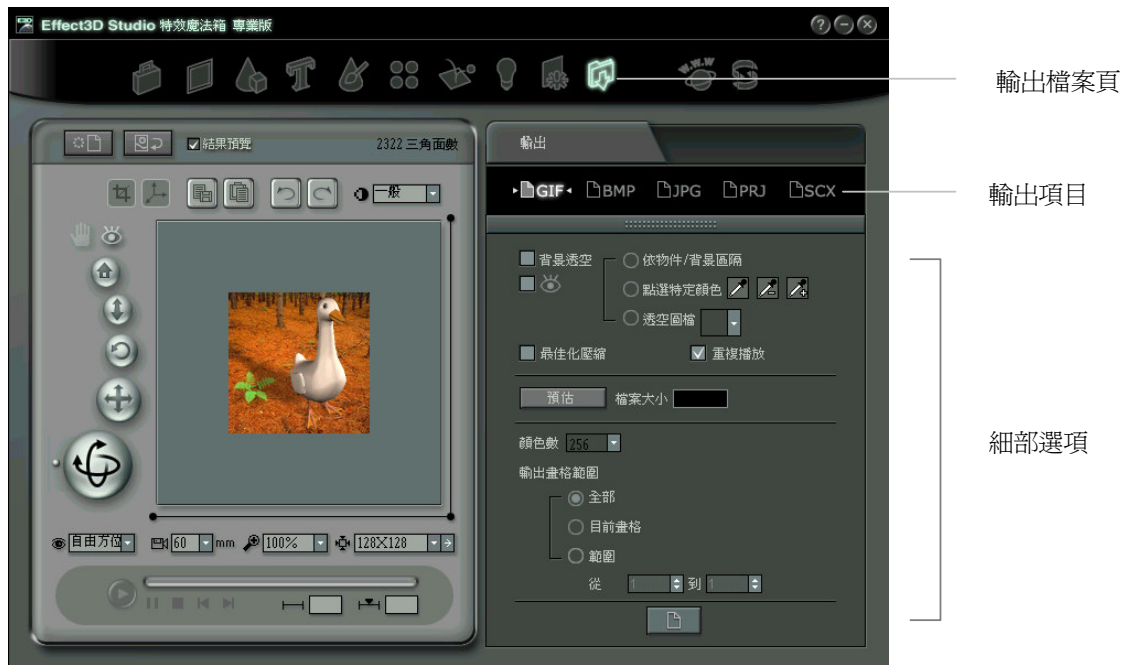 Effect3D Studio 特效魔法箱 專業版
w.w.w
輸出檔案頁
結果預覽
2322 三角面數
輸出
一般
GIF
BMP
JPG
PRJ
SCX
輸出項目
背景透空
依物件/背景區隔
點選特定顏色
透空圖檔
最佳化壓縮
重複播放
預估
檔案大小
顏色數 256
細部選項
輸出畫格範圍
全部
目前畫格
範圍
從 1 到 1
自由方位
60 mm
100%
128X128